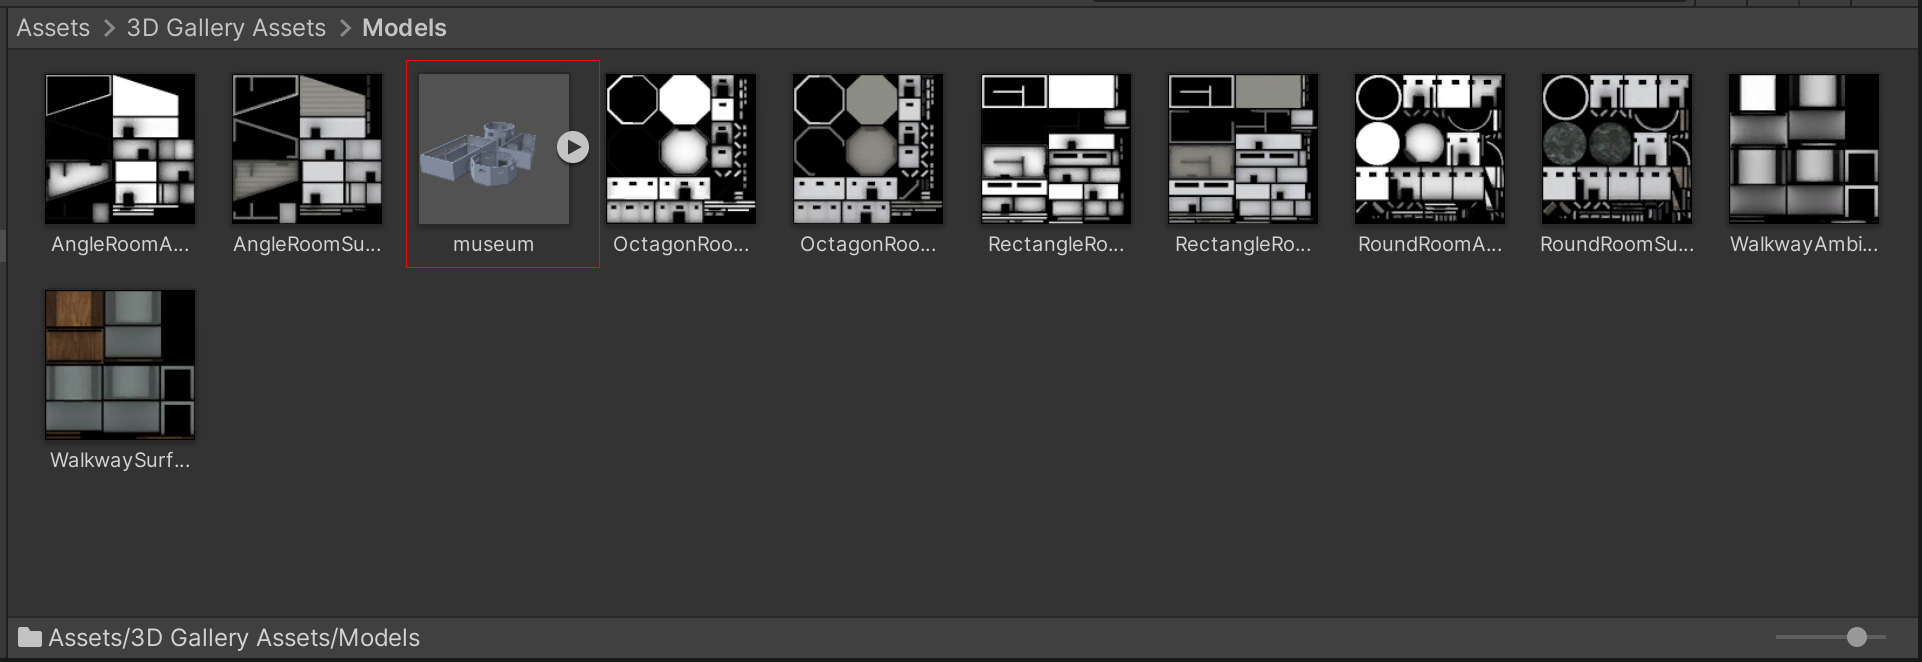 Assets > 3D Gallery Assets > Models
AngleRoomA...
AngleRoomSu...
museum
OctagonRoo...
OctagonRoo...
RectangleRo...
RectangleRo...
RoundRoomA...
RoundRoomSu...
WalkwayAmbi...
WalkwaySurf...
Assets/3D Gallery Assets/Models